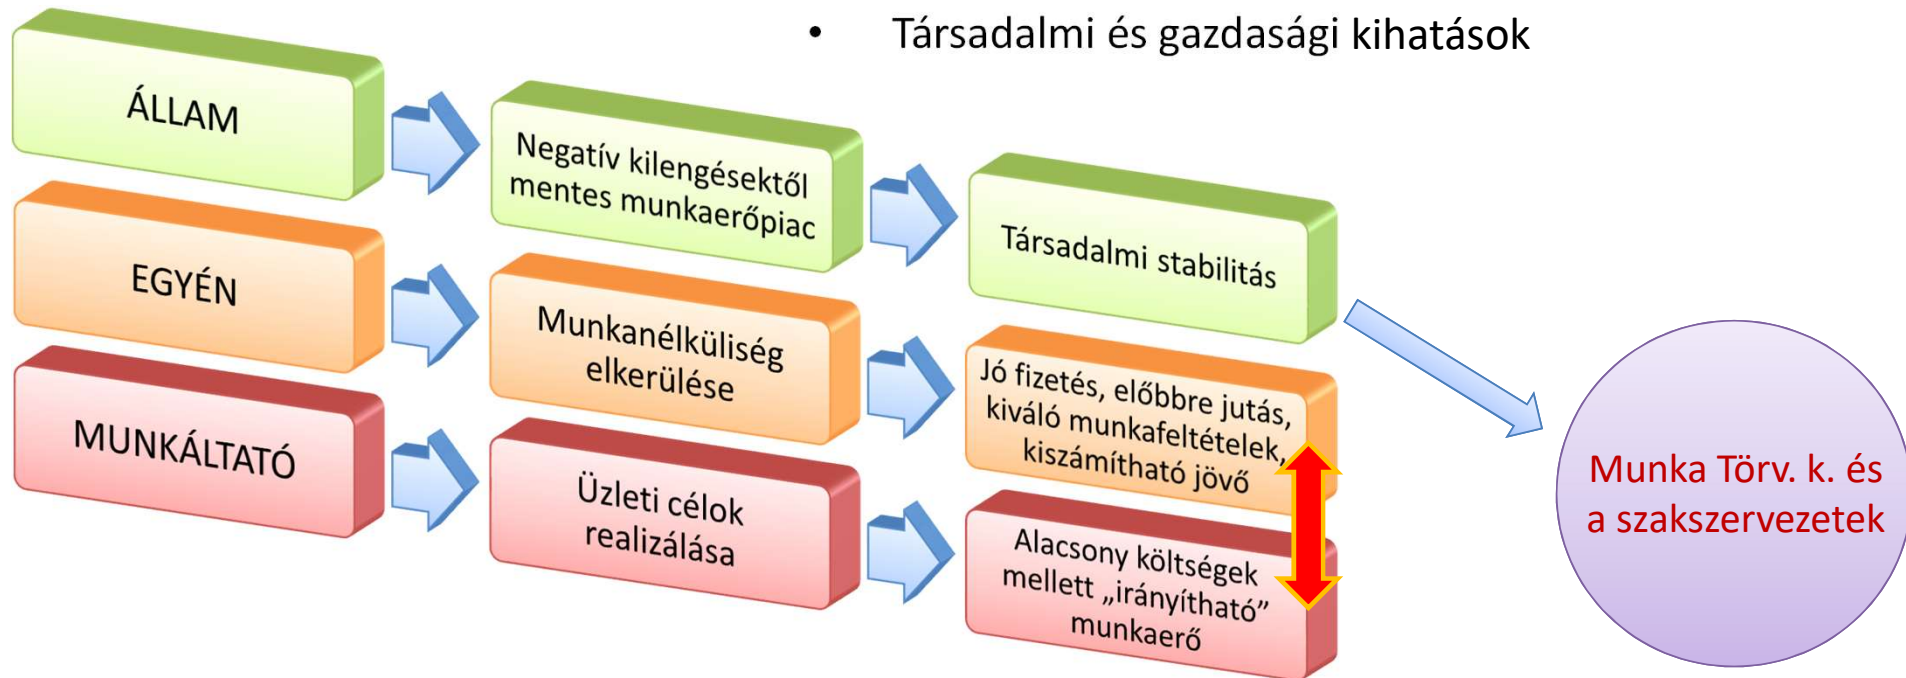 • Társadalmi és gazdasági kihatások
ÁLLAM
Negatív kilengésektől
mentes munkaerőpiac
Társadalmi stabilitás
EGYÉN
Munkanélküliség
elkerülése
Jó fizetés, előbbre jutás,
kiváló munkafeltételek,
kiszámítható jövő
MUNKÁLTATÓ
Üzleti célok
realizálása
Alacsony költségek
mellett „irányítható”
munkaerő
Munka Törv. k. és
a szakszervezetek